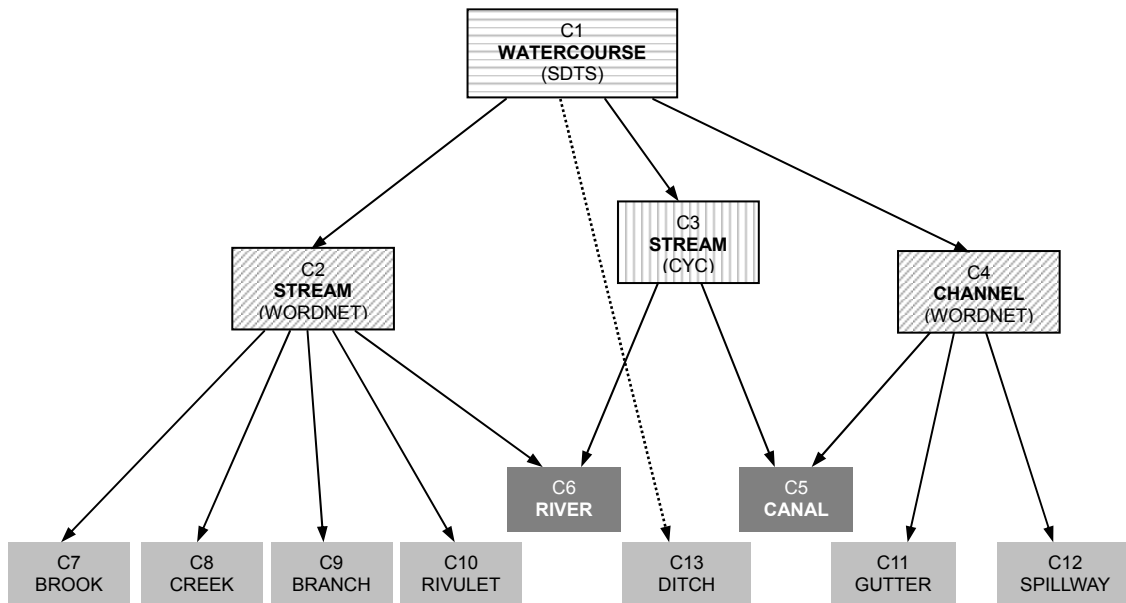 C1
WATERCOURSE
(SDTS)
C2
STREAM
(WORDNET)
C3
STREAM
(CYC)
C4
CHANNEL
(WORDNET)
C6
RIVER
C5
CANAL
C7
BROOK
C8
CREEK
C9
BRANCH
C10
RIVULET
C13
DITCH
C11
GUTTER
C12
SPILLWAY